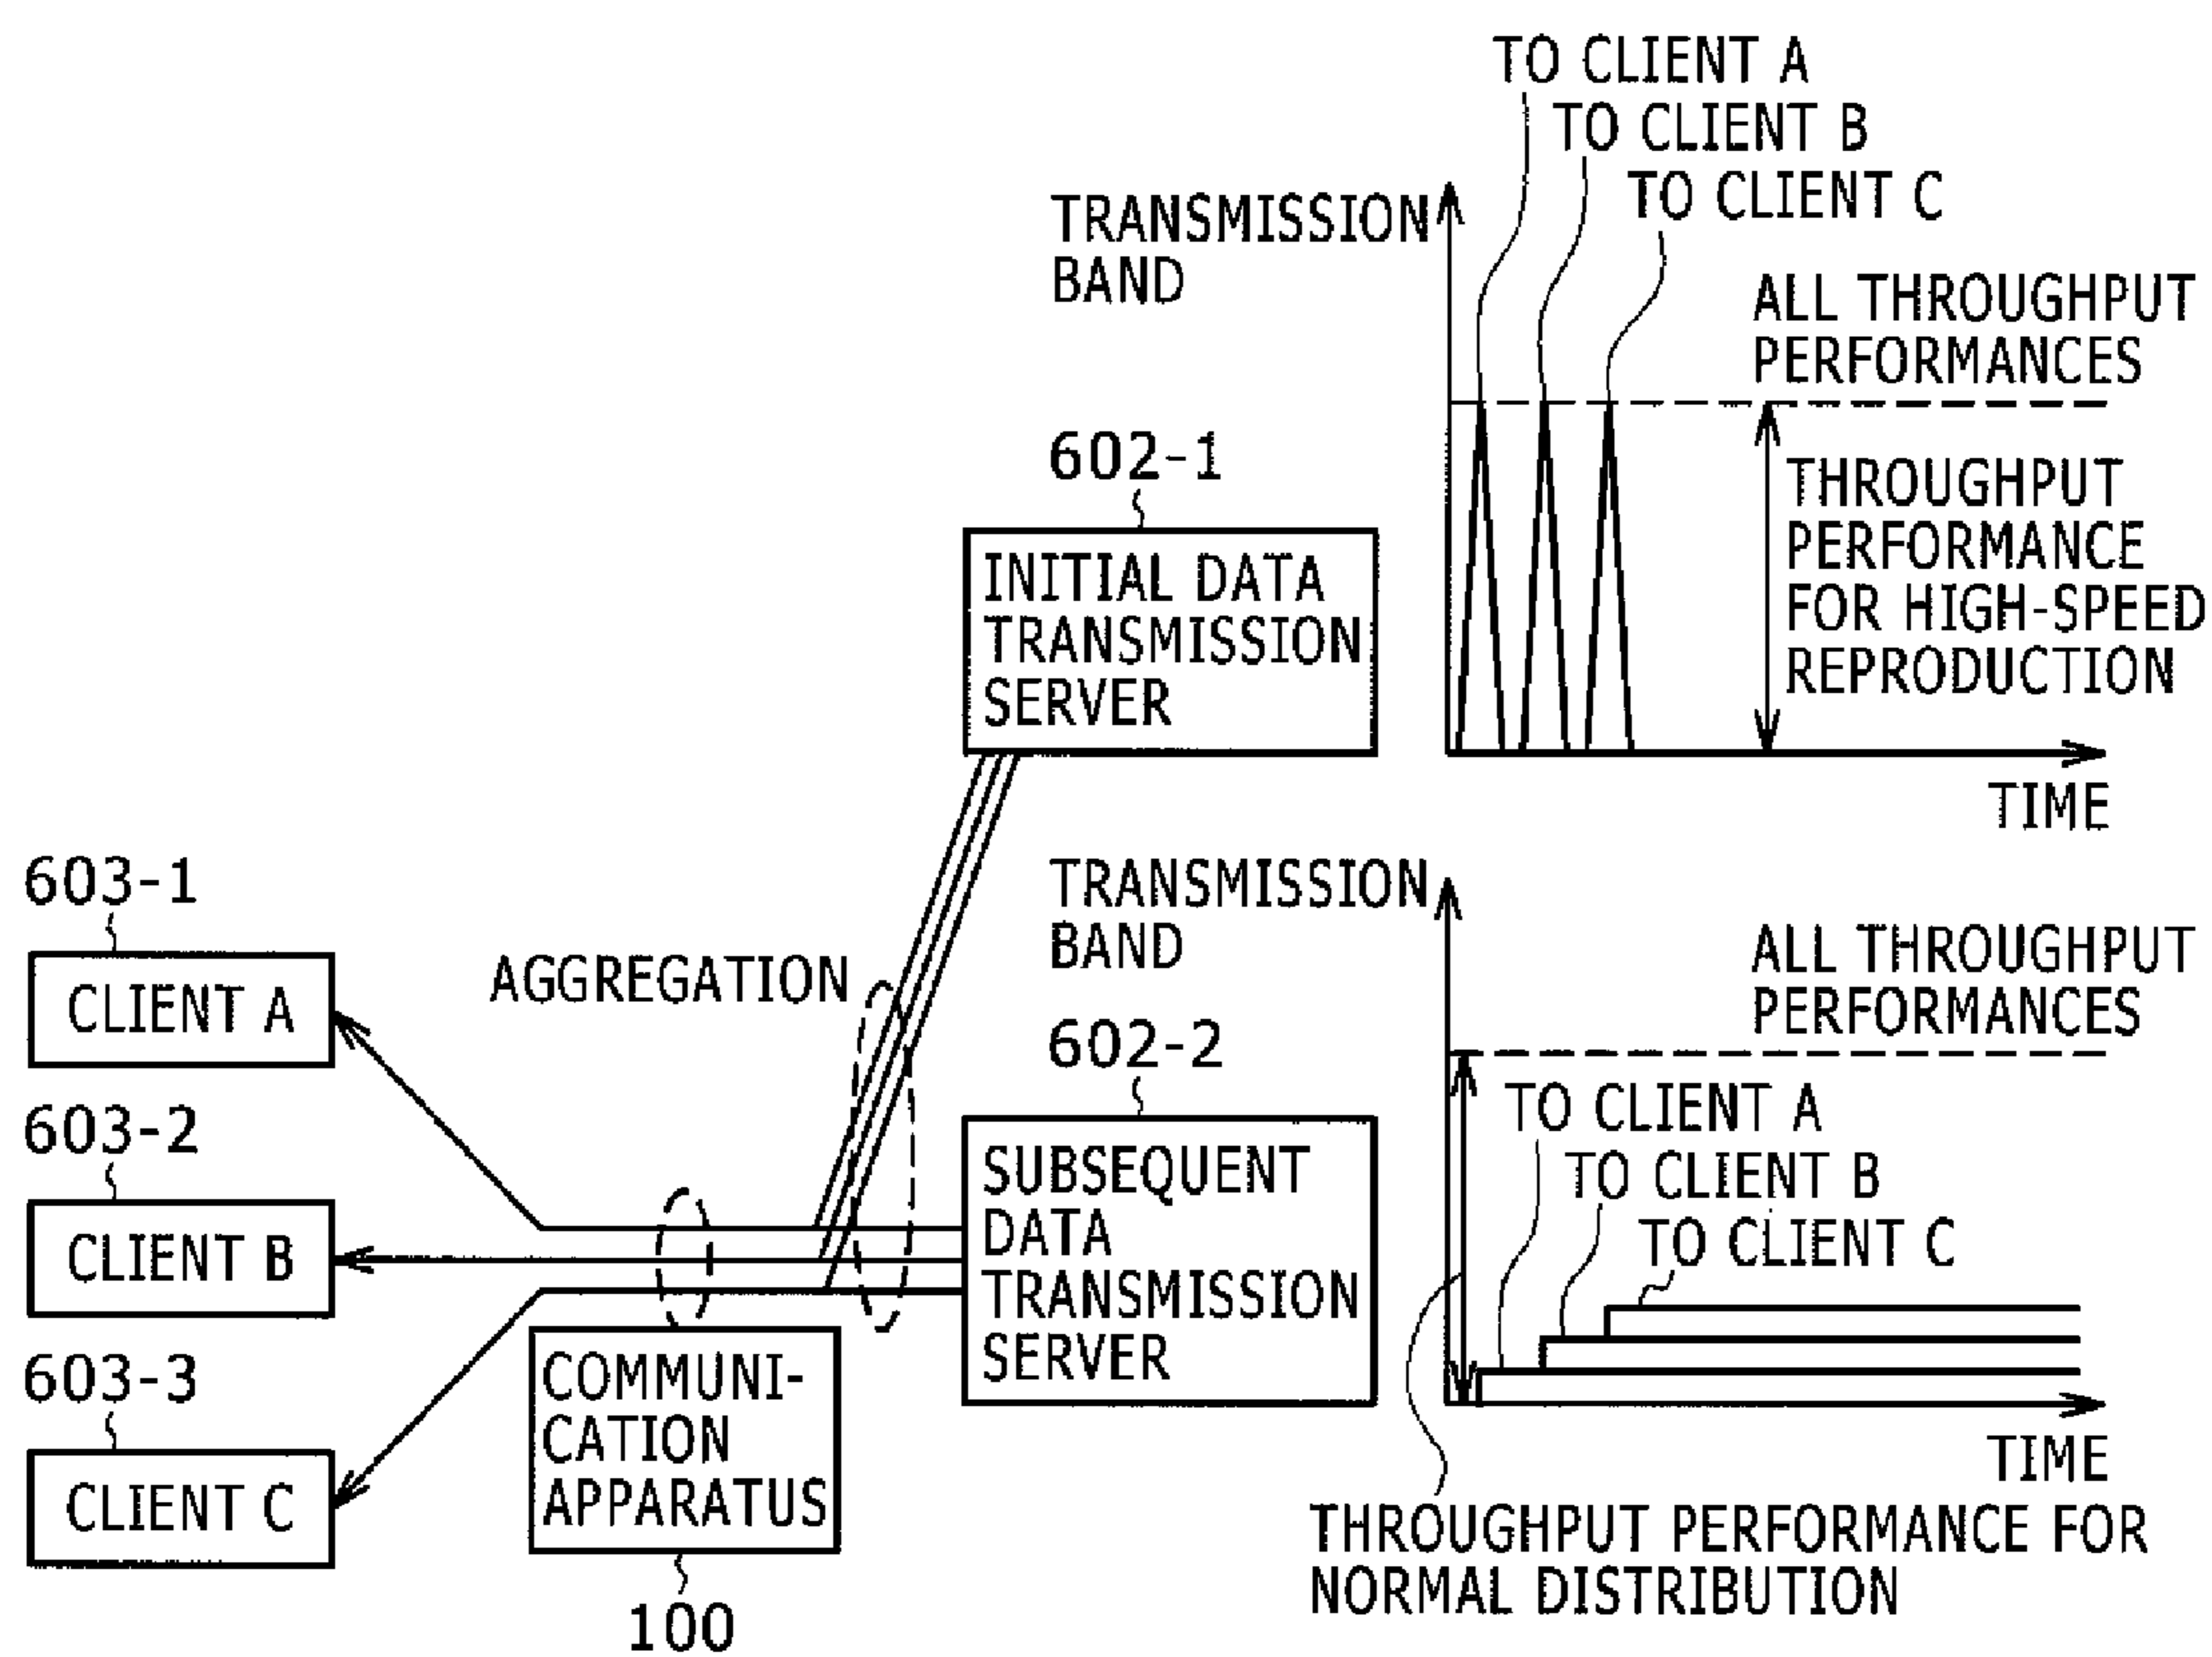 TO CLIENT A
TO CLIENT B
TO CLIENT C
TRANSMISSION
BAND
ALL THROUGHPUT
PERFORMANCES
THROUGHPUT
PERFORMANCE
FOR HIGH-SPEED
REPRODUCTION
TIME
602-1
INITIAL DATA
TRANSMISSION
SERVER
603-1
CLIENT A
603-2
CLIENT B
603-3
CLIENT C
AGGREGATION
COMMUNI-
CATION
APPARATUS
100
602-2
SUBSEQUENT
DATA
TRANSMISSION
SERVER
TRANSMISSION
BAND
ALL THROUGHPUT
PERFORMANCES
TO CLIENT A
TO CLIENT B
TO CLIENT C
TIME
THROUGHPUT PERFORMANCE FOR
NORMAL DISTRIBUTION